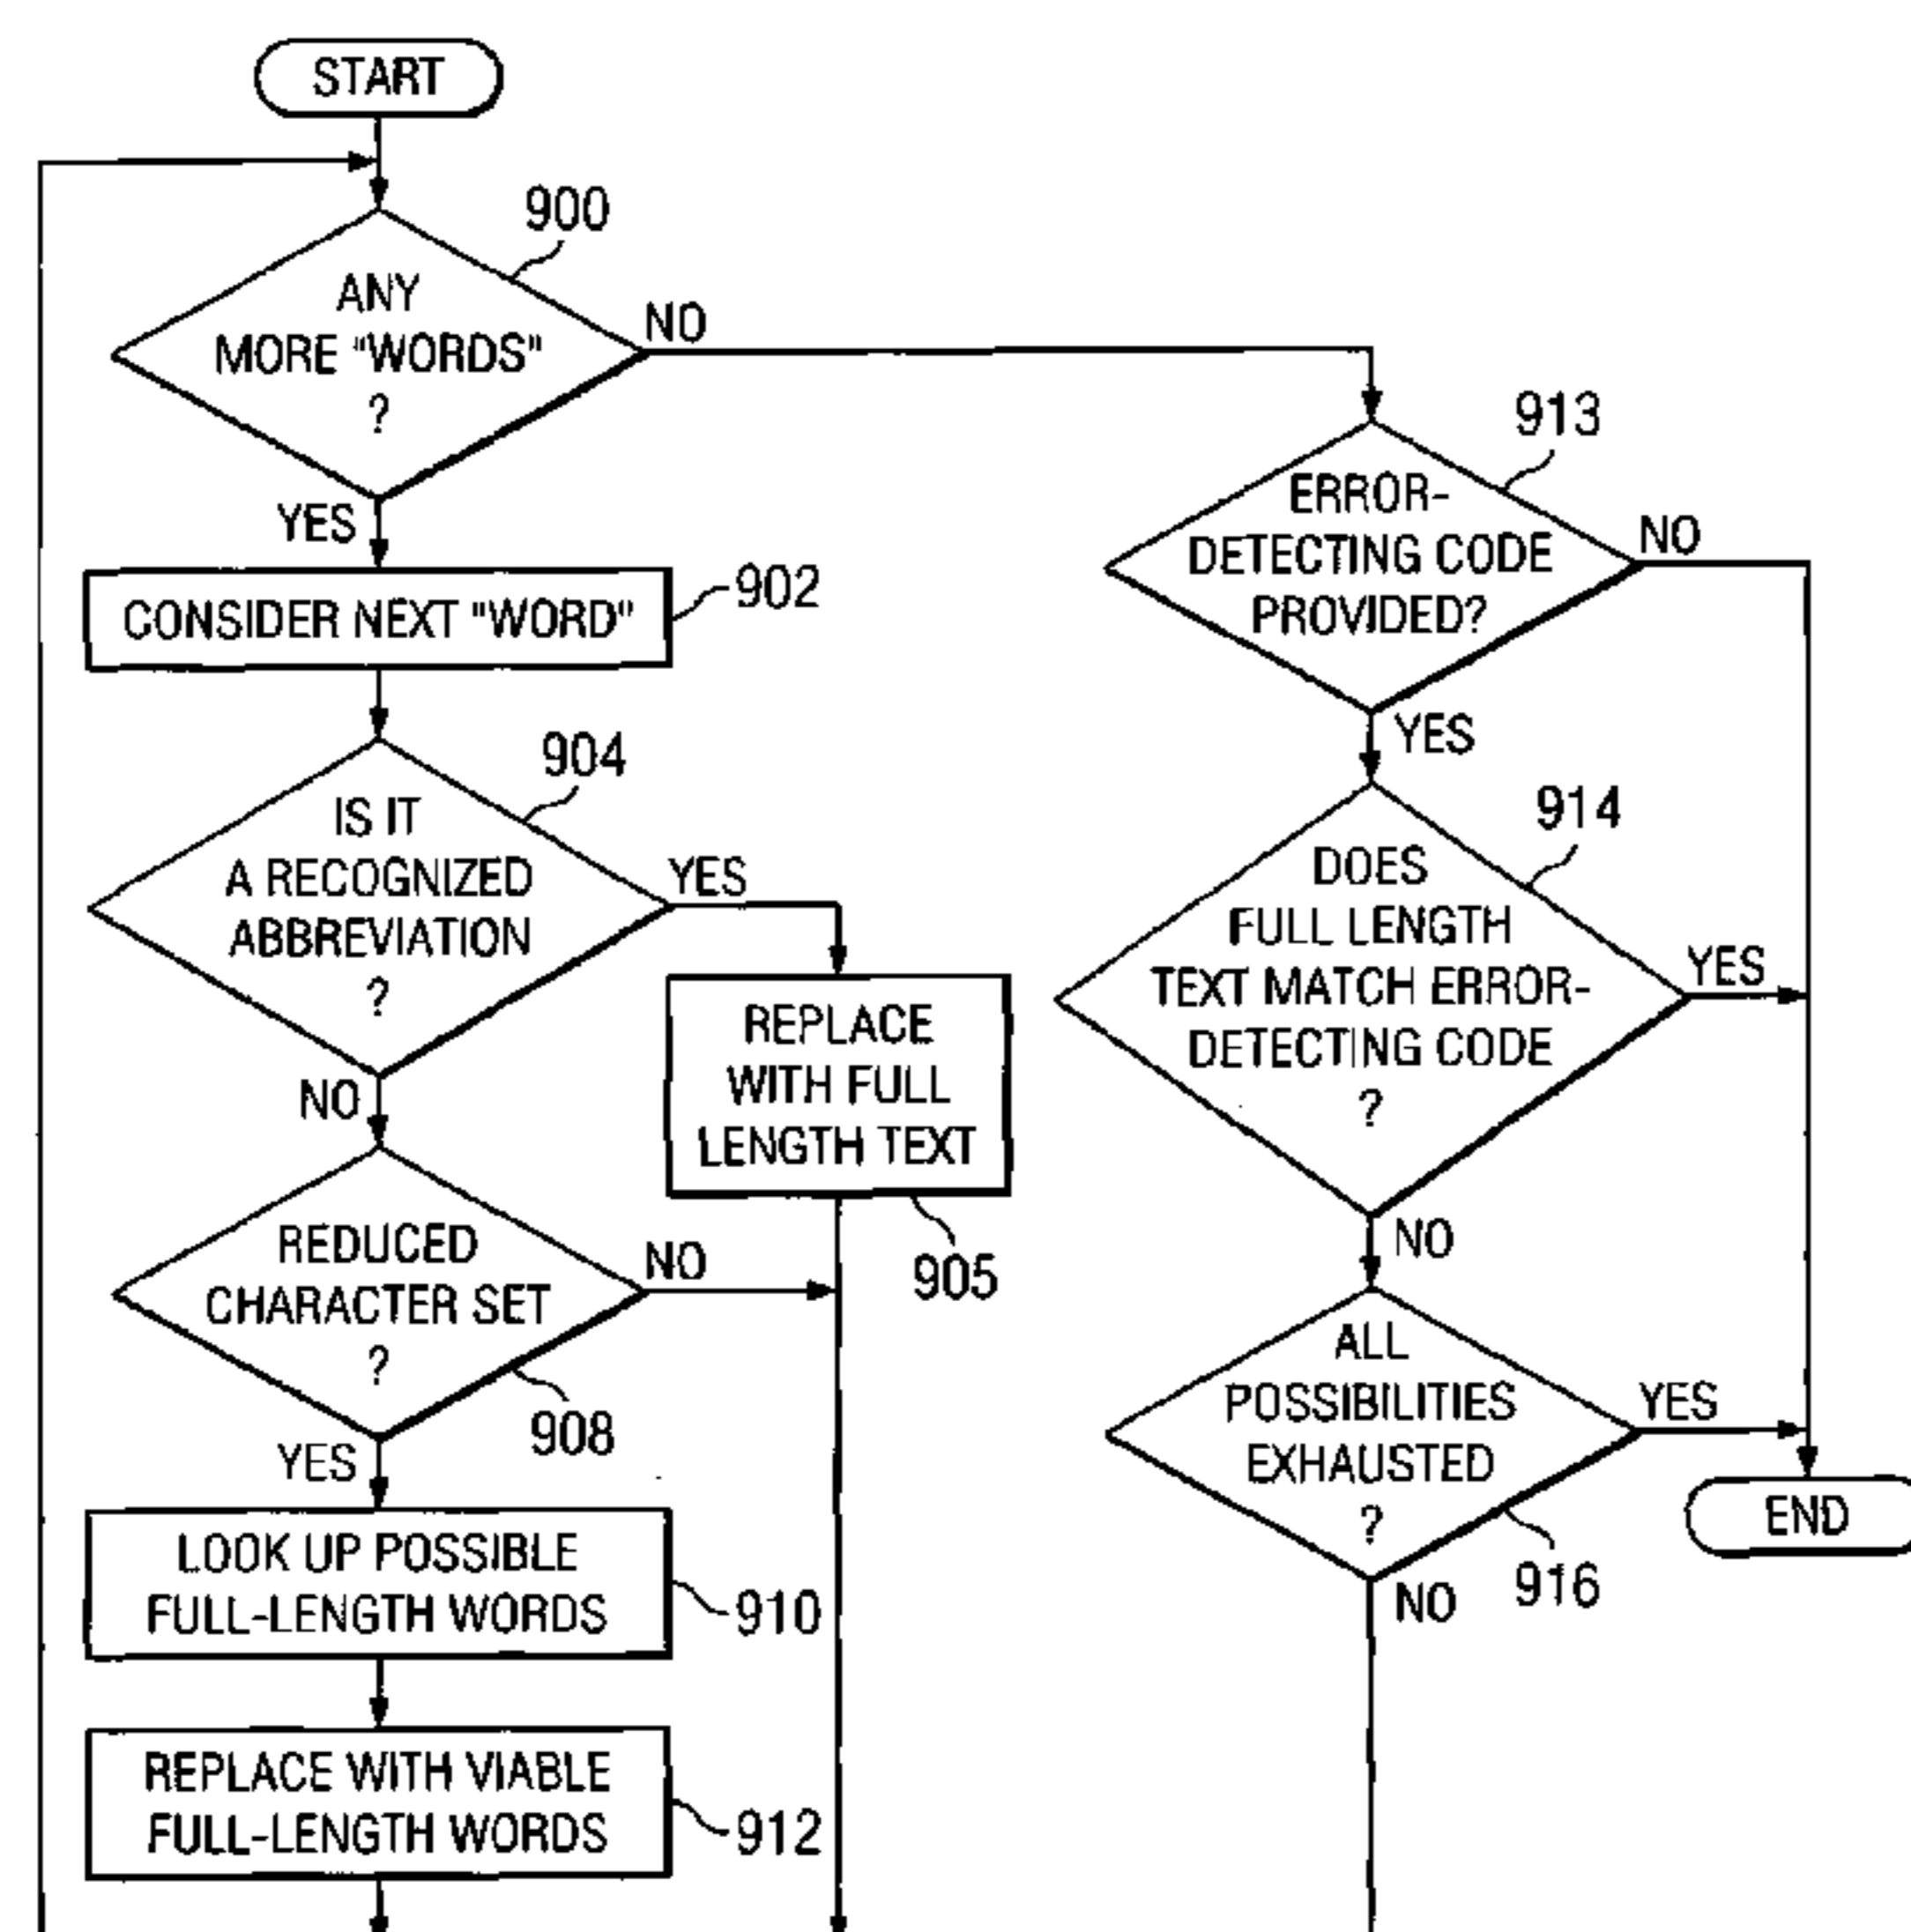 START
900
ANY
MORE "WORDS"
?
NO
YES
CONSIDER NEXT "WORD"
902
904
IS IT
A RECOGNIZED
ABBREVIATION
?
YES
REPLACE
WITH FULL
LENGTH TEXT
905
NO
REDUCED
CHARACTER SET
?
NO
908
YES
LOOK UP POSSIBLE
FULL-LENGTH WORDS
910
REPLACE WITH VIABLE
FULL-LENGTH WORDS
912
913
ERROR-
DETECTING CODE
PROVIDED?
NO
YES
914
DOES
FULL LENGTH
TEXT MATCH ERROR-
DETECTING CODE
?
YES
NO
ALL
POSSIBILITIES
EXHAUSTED
?
YES
916
NO
END